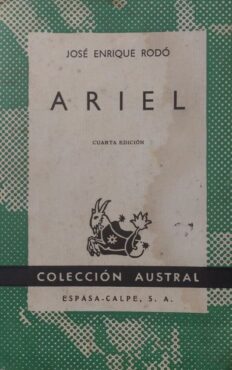 JOSÉ ENRIQUE RODÓ
ARIEL
CUARTA EDICIÓN
COLECCIÓN AUSTRAL
ESPASA-CALPE, S. A.